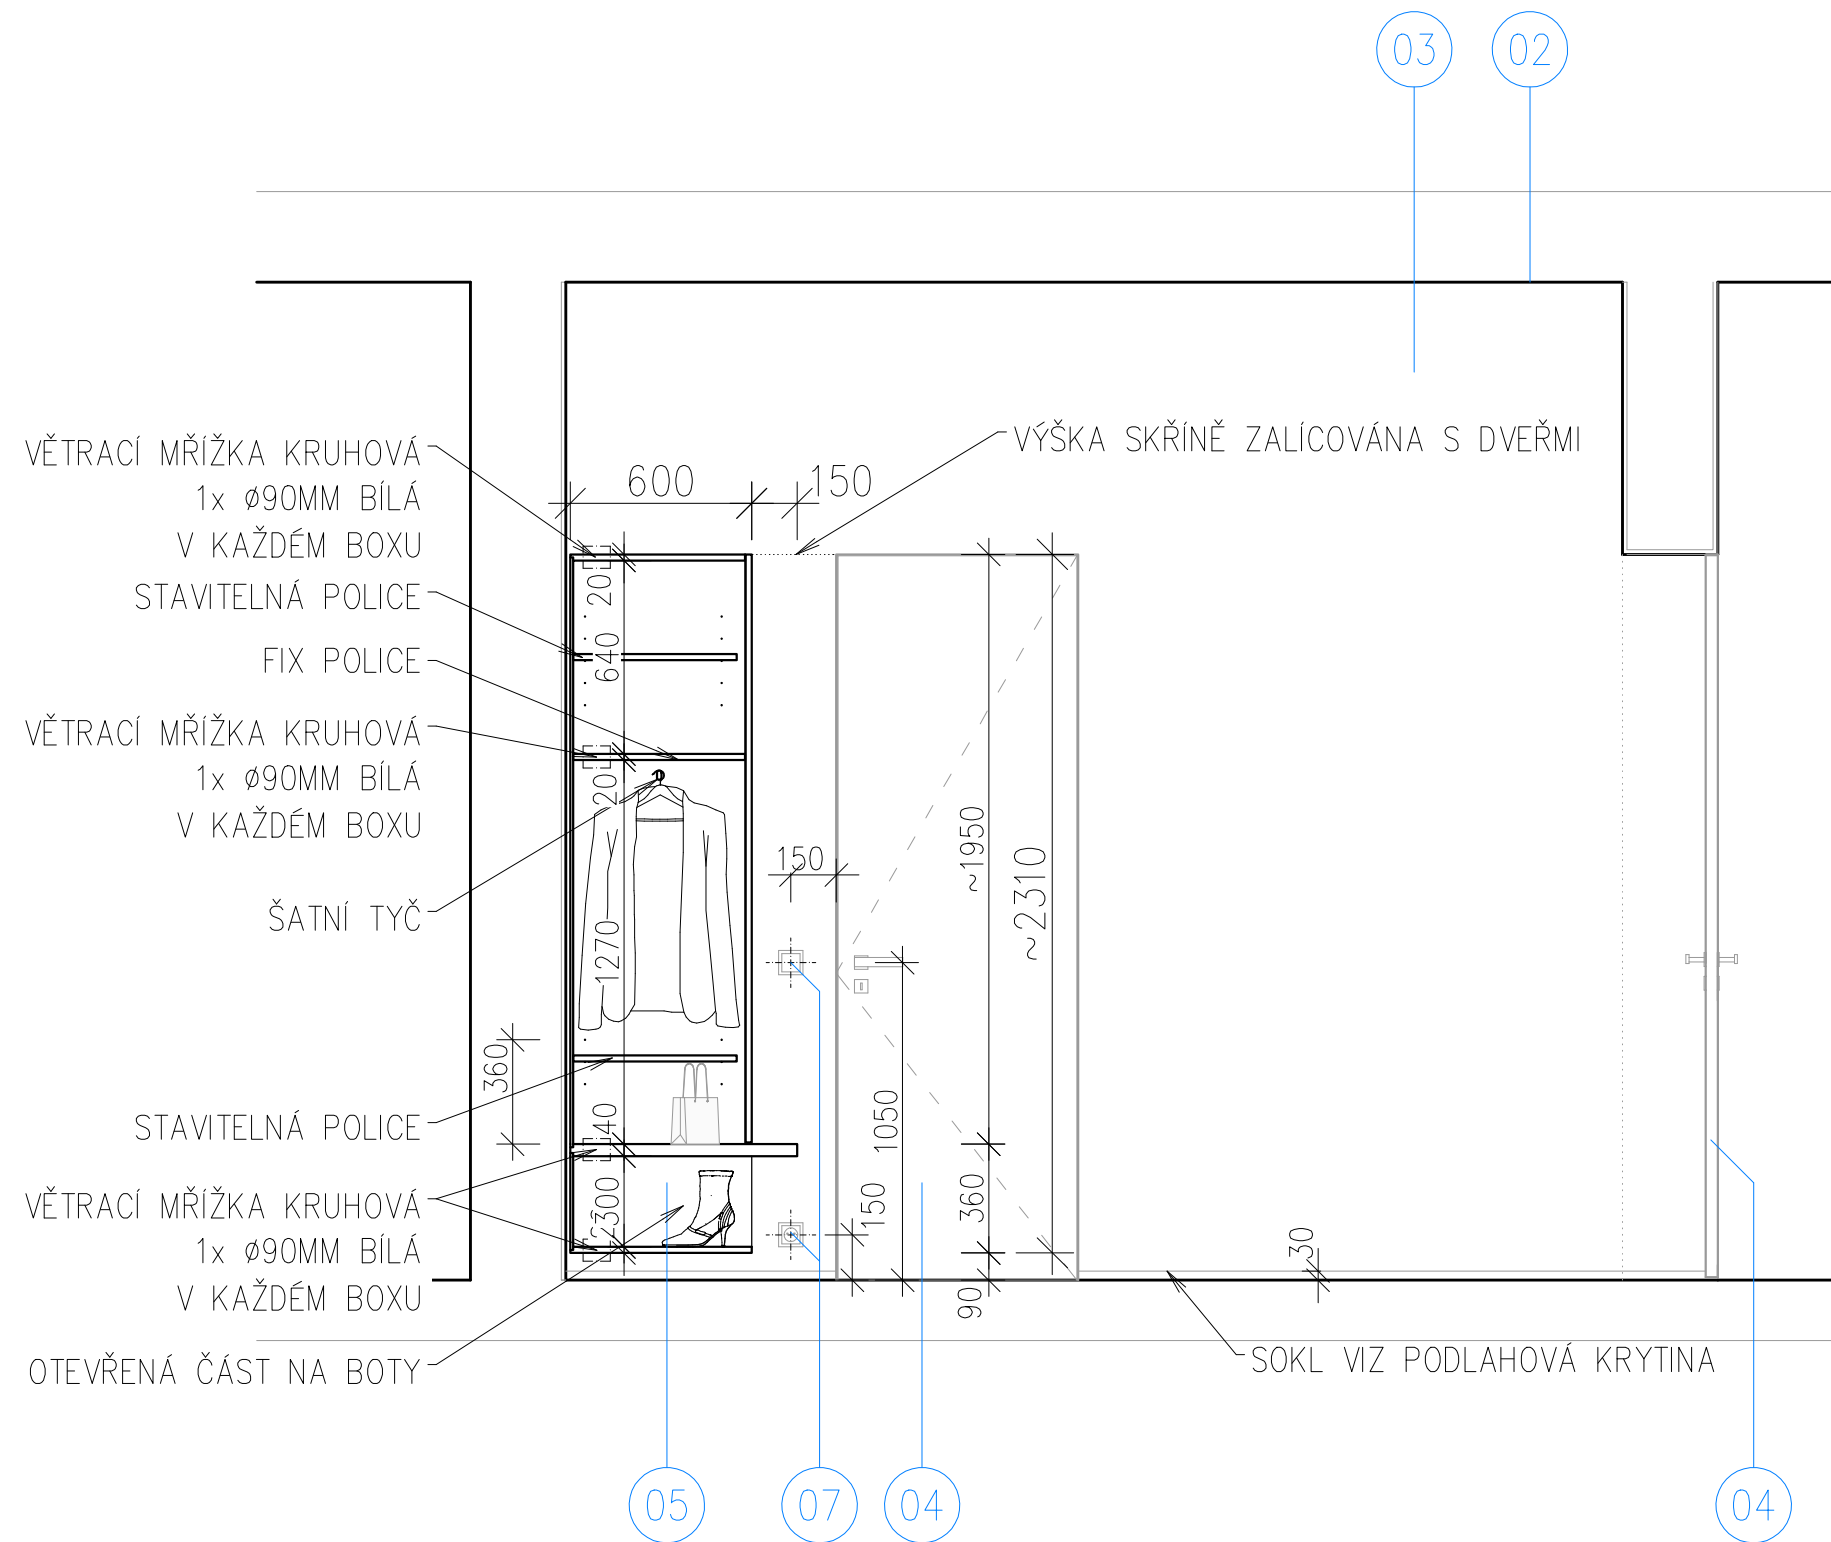 03
02
VĚTRACÍ MŘÍŽKA KRUHOVÁ
1x ø90MM BÍLÁ
V KAŽDÉM BOXU
STAVITELNÁ POLICE
FIX POLICE
VĚTRACÍ MŘÍŽKA KRUHOVÁ
1x ø90MM BÍLÁ
V KAŽDÉM BOXU
ŠATNÍ TYČ
STAVITELNÁ POLICE
VĚTRACÍ MŘÍŽKA KRUHOVÁ
1x ø90MM BÍLÁ
V KAŽDÉM BOXU
OTEVŘENÁ ČÁST NA BOTY
VÝŠKA SKŘÍNĚ ZALÍCOVÁNA S DVEŘMI
600
150
20
640
20
1270
360
40
300
150
~1950
~2310
1050
150
360
90
30
SOKL VIZ PODLAHOVÁ KRYTINA
05
07
04
04